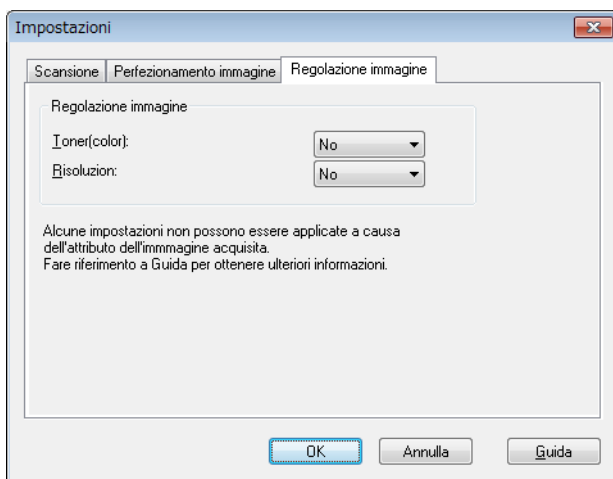 Impostazioni
Scansione Perfezionamento immagine Regolazione immagine
Regolazione immagine
Toner(color): No
Risoluzion: No
Alcune impostazioni non possono essere applicate a causa
dell'attributo dell'immmagine acquisita.
Fare riferimento a Guida per ottenere ulteriori informazioni.
OK Annulla Guida